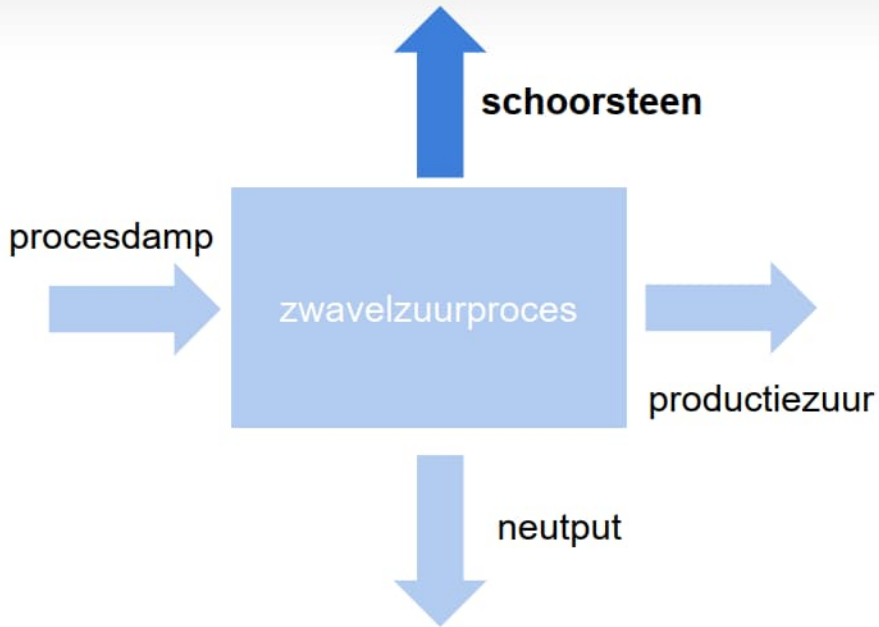 schoorsteen
procesdamp
zwavelzuurproces
productiezuur
neutput